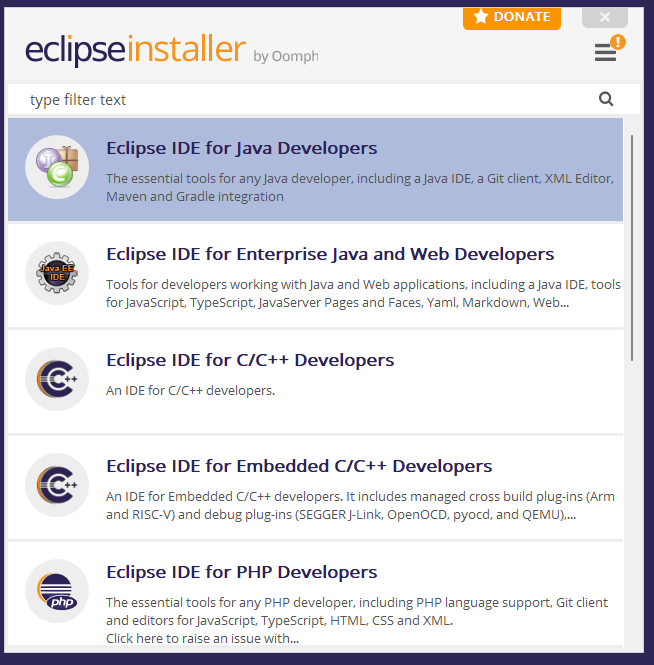 DONATE
eclipseinstaller by Oomph
!
type filter text
Eclipse IDE for Java Developers
The essential tools for any Java developer, including a Java IDE, a Git client, XML Editor,
Maven and Gradle integration
Java EE
IDE
Eclipse IDE for Enterprise Java and Web Developers
Tools for developers working with Java and Web applications, including a Java IDE, tools
for JavaScript, TypeScript, JavaServer Pages and Faces, Yaml, Markdown, Web...
C++
Eclipse IDE for C/C++ Developers
An IDE for C/C++ developers.
C++
Eclipse IDE for Embedded C/C++ Developers
An IDE for Embedded C/C++ developers. It includes managed cross build plug-ins (Arm
and RISC-V) and debug plug-ins (SEGGER J-Link, OpenOCD, pyocd, and QEMU),...
php
Eclipse IDE for PHP Developers
The essential tools for any PHP developer, including PHP language support, Git client
and editors for JavaScript, TypeScript, HTML, CSS and XML.
Click here to raise an issue with...